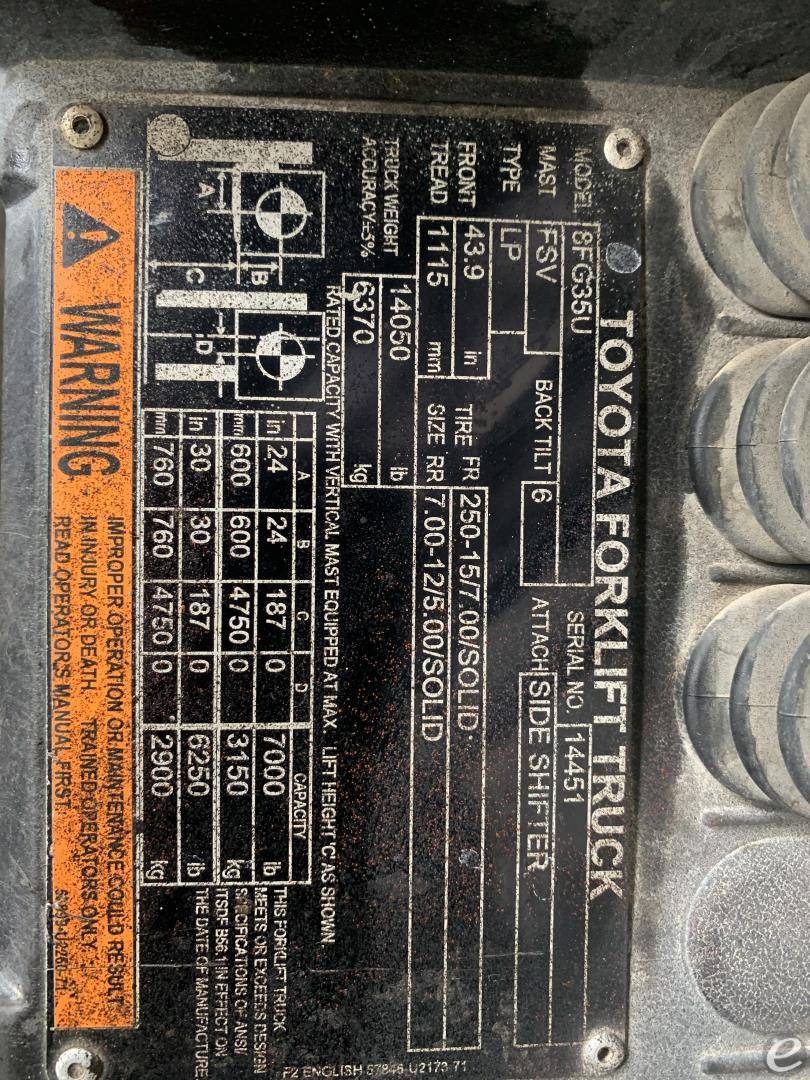 TOYOTA FORKLIFT TRUCK
MODEL 8FG35U SERIAL NO. 14451
MAST FSV BACK TILT 6 ATTACH SIDE SHIFTER
TYPE LP
FRONT TREAD 43.9 in TIRE SIZE FR 250-15/7.00/SOLID
1115 mm RR 7.00-12/5.00/SOLID
TRUCK WEIGHT 14050 lb
ACCURACY±5% 6370 kg
RATED CAPACITY WITH VERTICAL MAST EQUIPPED AT MAX. LIFT HEIGHT 'C' AS SHOWN.
A B C D CAPACITY
in 24 24 187 0 7000 lb
mm 600 600 4750 0 3150 kg
in 30 30 187 0 6250 lb
mm 760 760 4750 0 2900 kg
A B C D
THIS FORKLIFT TRUCK
MEETS OR EXCEEDS DESIGN
SPECIFICATIONS OF ANSI/
ITSDF B56.1 IN EFFECT ON
THE DATE OF MANUFACTURE
WARNING
IMPROPER OPERATION OR MAINTENANCE COULD RESULT
IN INJURY OR DEATH. TRAINED OPERATORS ONLY.
READ OPERATOR'S MANUAL FIRST.
P2 ENGLISH 57846-U2173-71
e